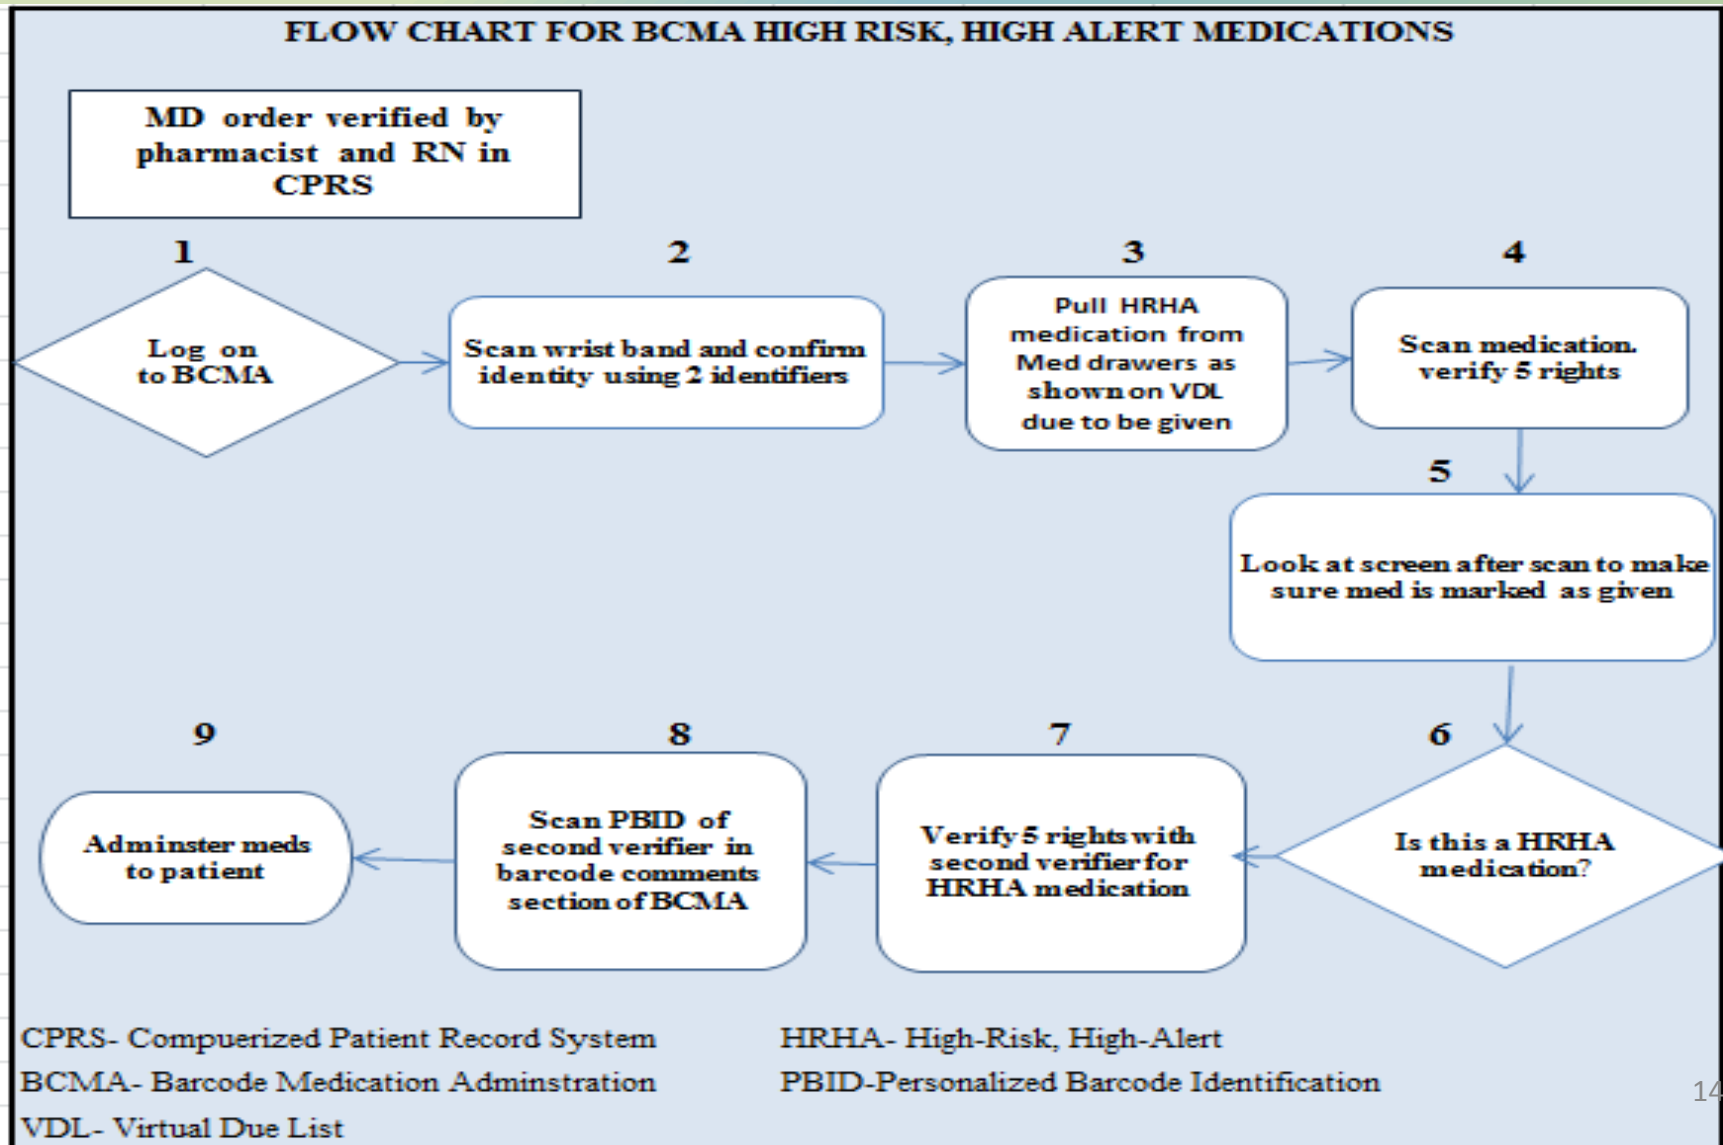 FLOW CHART FOR BCMA HIGH RISK, HIGH ALERT MEDICATIONS
MD order verified by
pharmacist and RN in
CPRS
1
Log on
to BCMA
2
Scan wrist band and confirm
identity using 2 identifiers
3
Pull HRHA
medication from
Med drawers as
shown on VDL
due to be given
4
Scan medication.
verify 5 rights
5
Look at screen after scan to make
sure med is marked as given
6
Is this a HRHA
medication?
7
Verify 5 rights with
second verifier for
HRHA medication
8
Scan PBID of
second verifier in
barcode comments
section of BCMA
9
Adminster meds
to patient
CPRS- Compuerized Patient Record System
HRHA- High-Risk, High-Alert
BCMA- Barcode Medication Adminstration
PBID-Personalized Barcode Identification
VDL- Virtual Due List
14